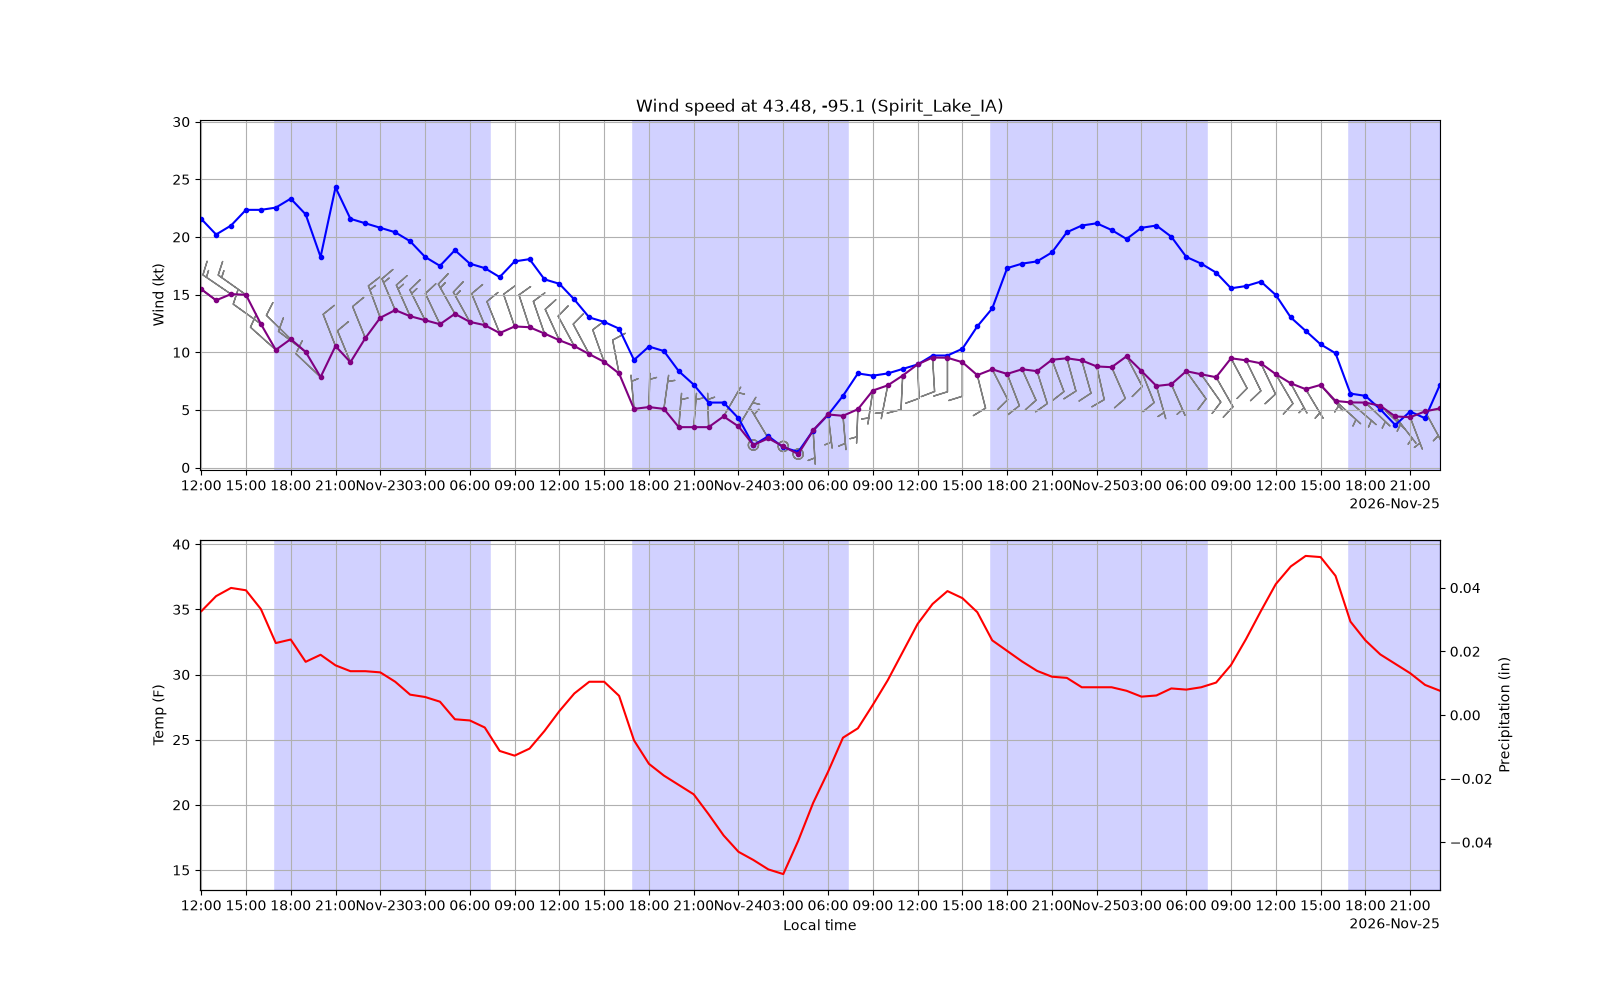 Wind speed at 43.48, -95.1 (Spirit_Lake_IA)
30
25
20
15
10
5
0
Wind (kt)
12:00 15:00 18:00 21:00 Nov-23 03:00 06:00 09:00 12:00 15:00 18:00 21:00 Nov-24 03:00 06:00 09:00 12:00 15:00 18:00 21:00 Nov-25 03:00 06:00 09:00 12:00 15:00 18:00 21:00
2026-Nov-25
40
35
30
25
20
15
Temp (F)
0.04
0.02
0.00
−0.02
−0.04
Precipitation (in)
12:00 15:00 18:00 21:00 Nov-23 03:00 06:00 09:00 12:00 15:00 18:00 21:00 Nov-24 03:00 06:00 09:00 12:00 15:00 18:00 21:00 Nov-25 03:00 06:00 09:00 12:00 15:00 18:00 21:00
Local time
2026-Nov-25